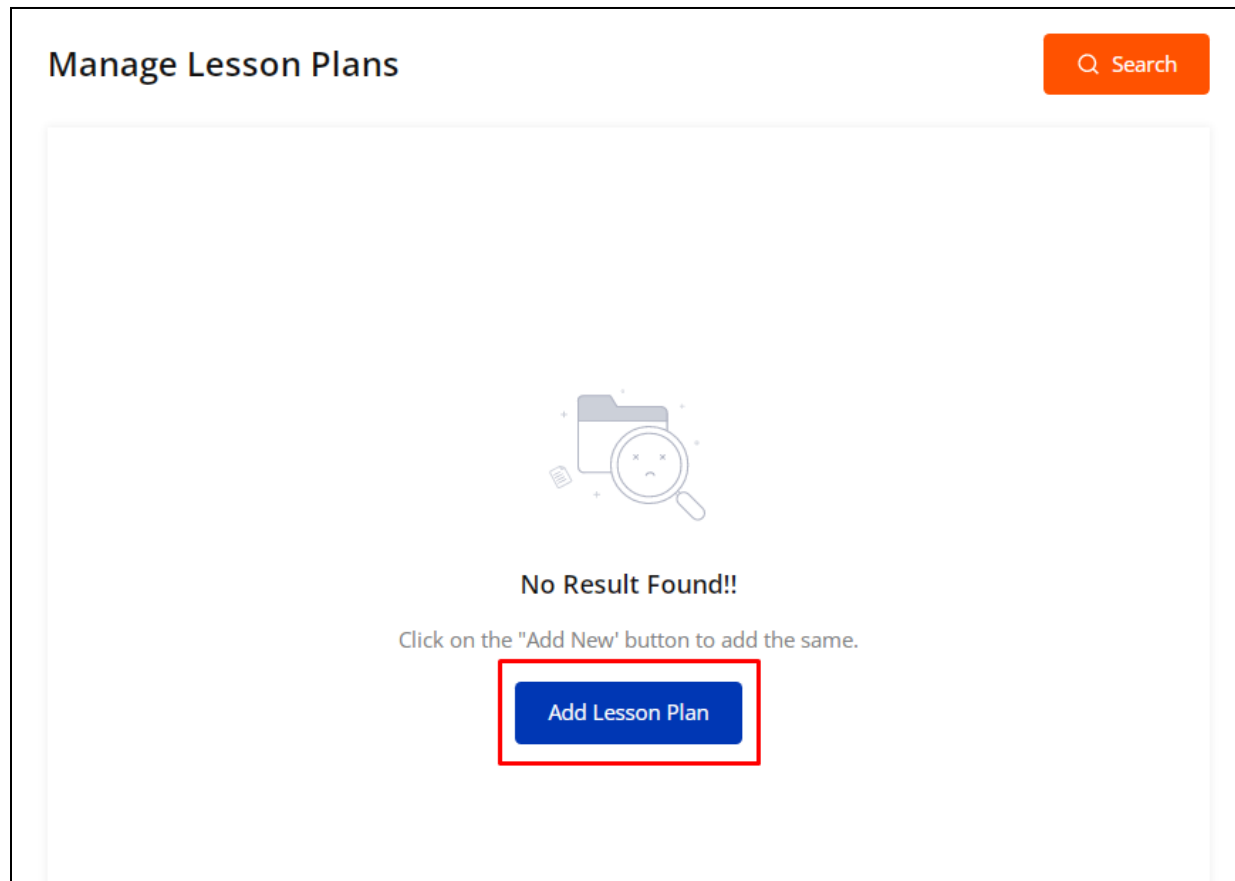 Manage Lesson Plans
Search
No Result Found!!
Click on the "Add New' button to add the same.
Add Lesson Plan